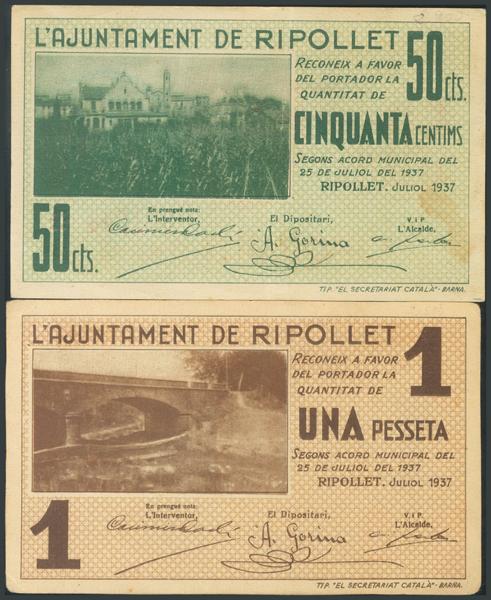 L'AJUNTAMENT DE RIPOLLET
RECONEIX A FAVOR
DEL PORTADOR LA
QUANTITAT DE
50 cts.
CINQUANTA CENTIMS
SEGONS ACORD MUNICIPAL DEL
25 DE JULIOL DEL 1937
RIPOLLET. JULIOL 1937
50 cts.
En prengué nota:
L'Interventor,
El Dipositari,
V. i P.
L'Alcalde,
A. Gorina
TIP. "EL SECRETARIAT CATALÀ" - BARNA.
L'AJUNTAMENT DE RIPOLLET
RECONEIX A FAVOR
DEL PORTADOR LA
QUANTITAT DE
1
UNA PESSETA
SEGONS ACORD MUNICIPAL DEL
25 DE JULIOL DEL 1937
RIPOLLET. JULIOL 1937
1
En prengué nota:
L'Interventor,
El Dipositari,
V. i P.
L'Alcalde,
A. Gorina
TIP. "EL SECRETARIAT CATALÀ" - BARNA.